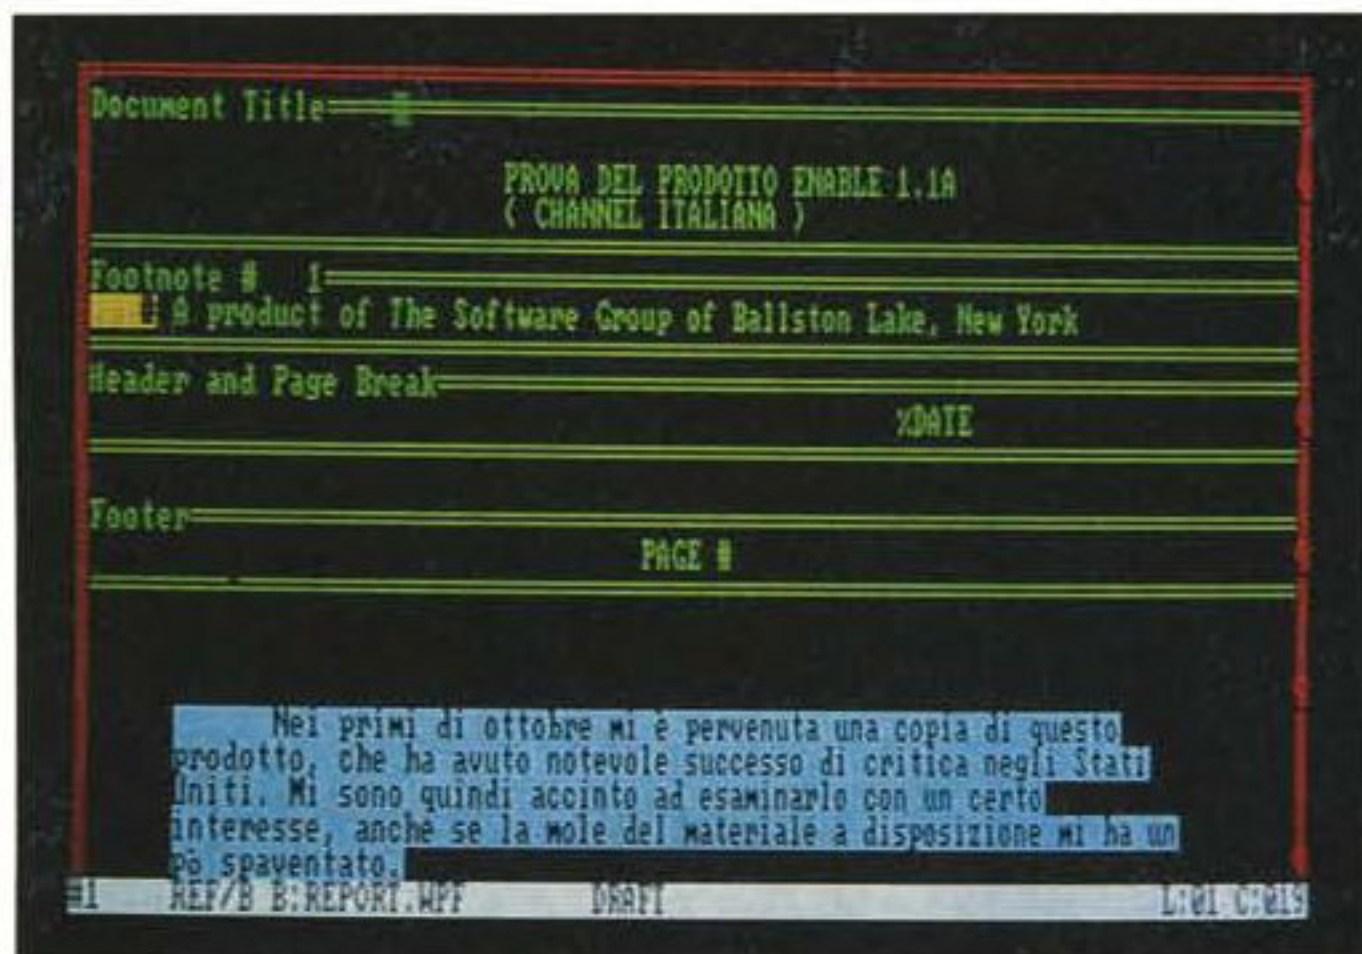 Document Title
PROVA DEL PRODOTTO ENABLE 1.1A
( CHANNEL ITALIANA )
Footnote # 1
A product of The Software Group of Ballston Lake, New York
Header and Page Break
%DATE
Footer
PAGE #
Nei primi di ottobre mi è pervenuta una copia di questo
prodotto, che ha avuto notevole successo di critica negli Stati
Uniti. Mi sono quindi accinto ad esaminarlo con un certo
interesse, anche se la mole del materiale a disposizione mi ha un
pò spaventato.
#1 REF/B B:REPORT.WPF DRAFT L:01 C:019